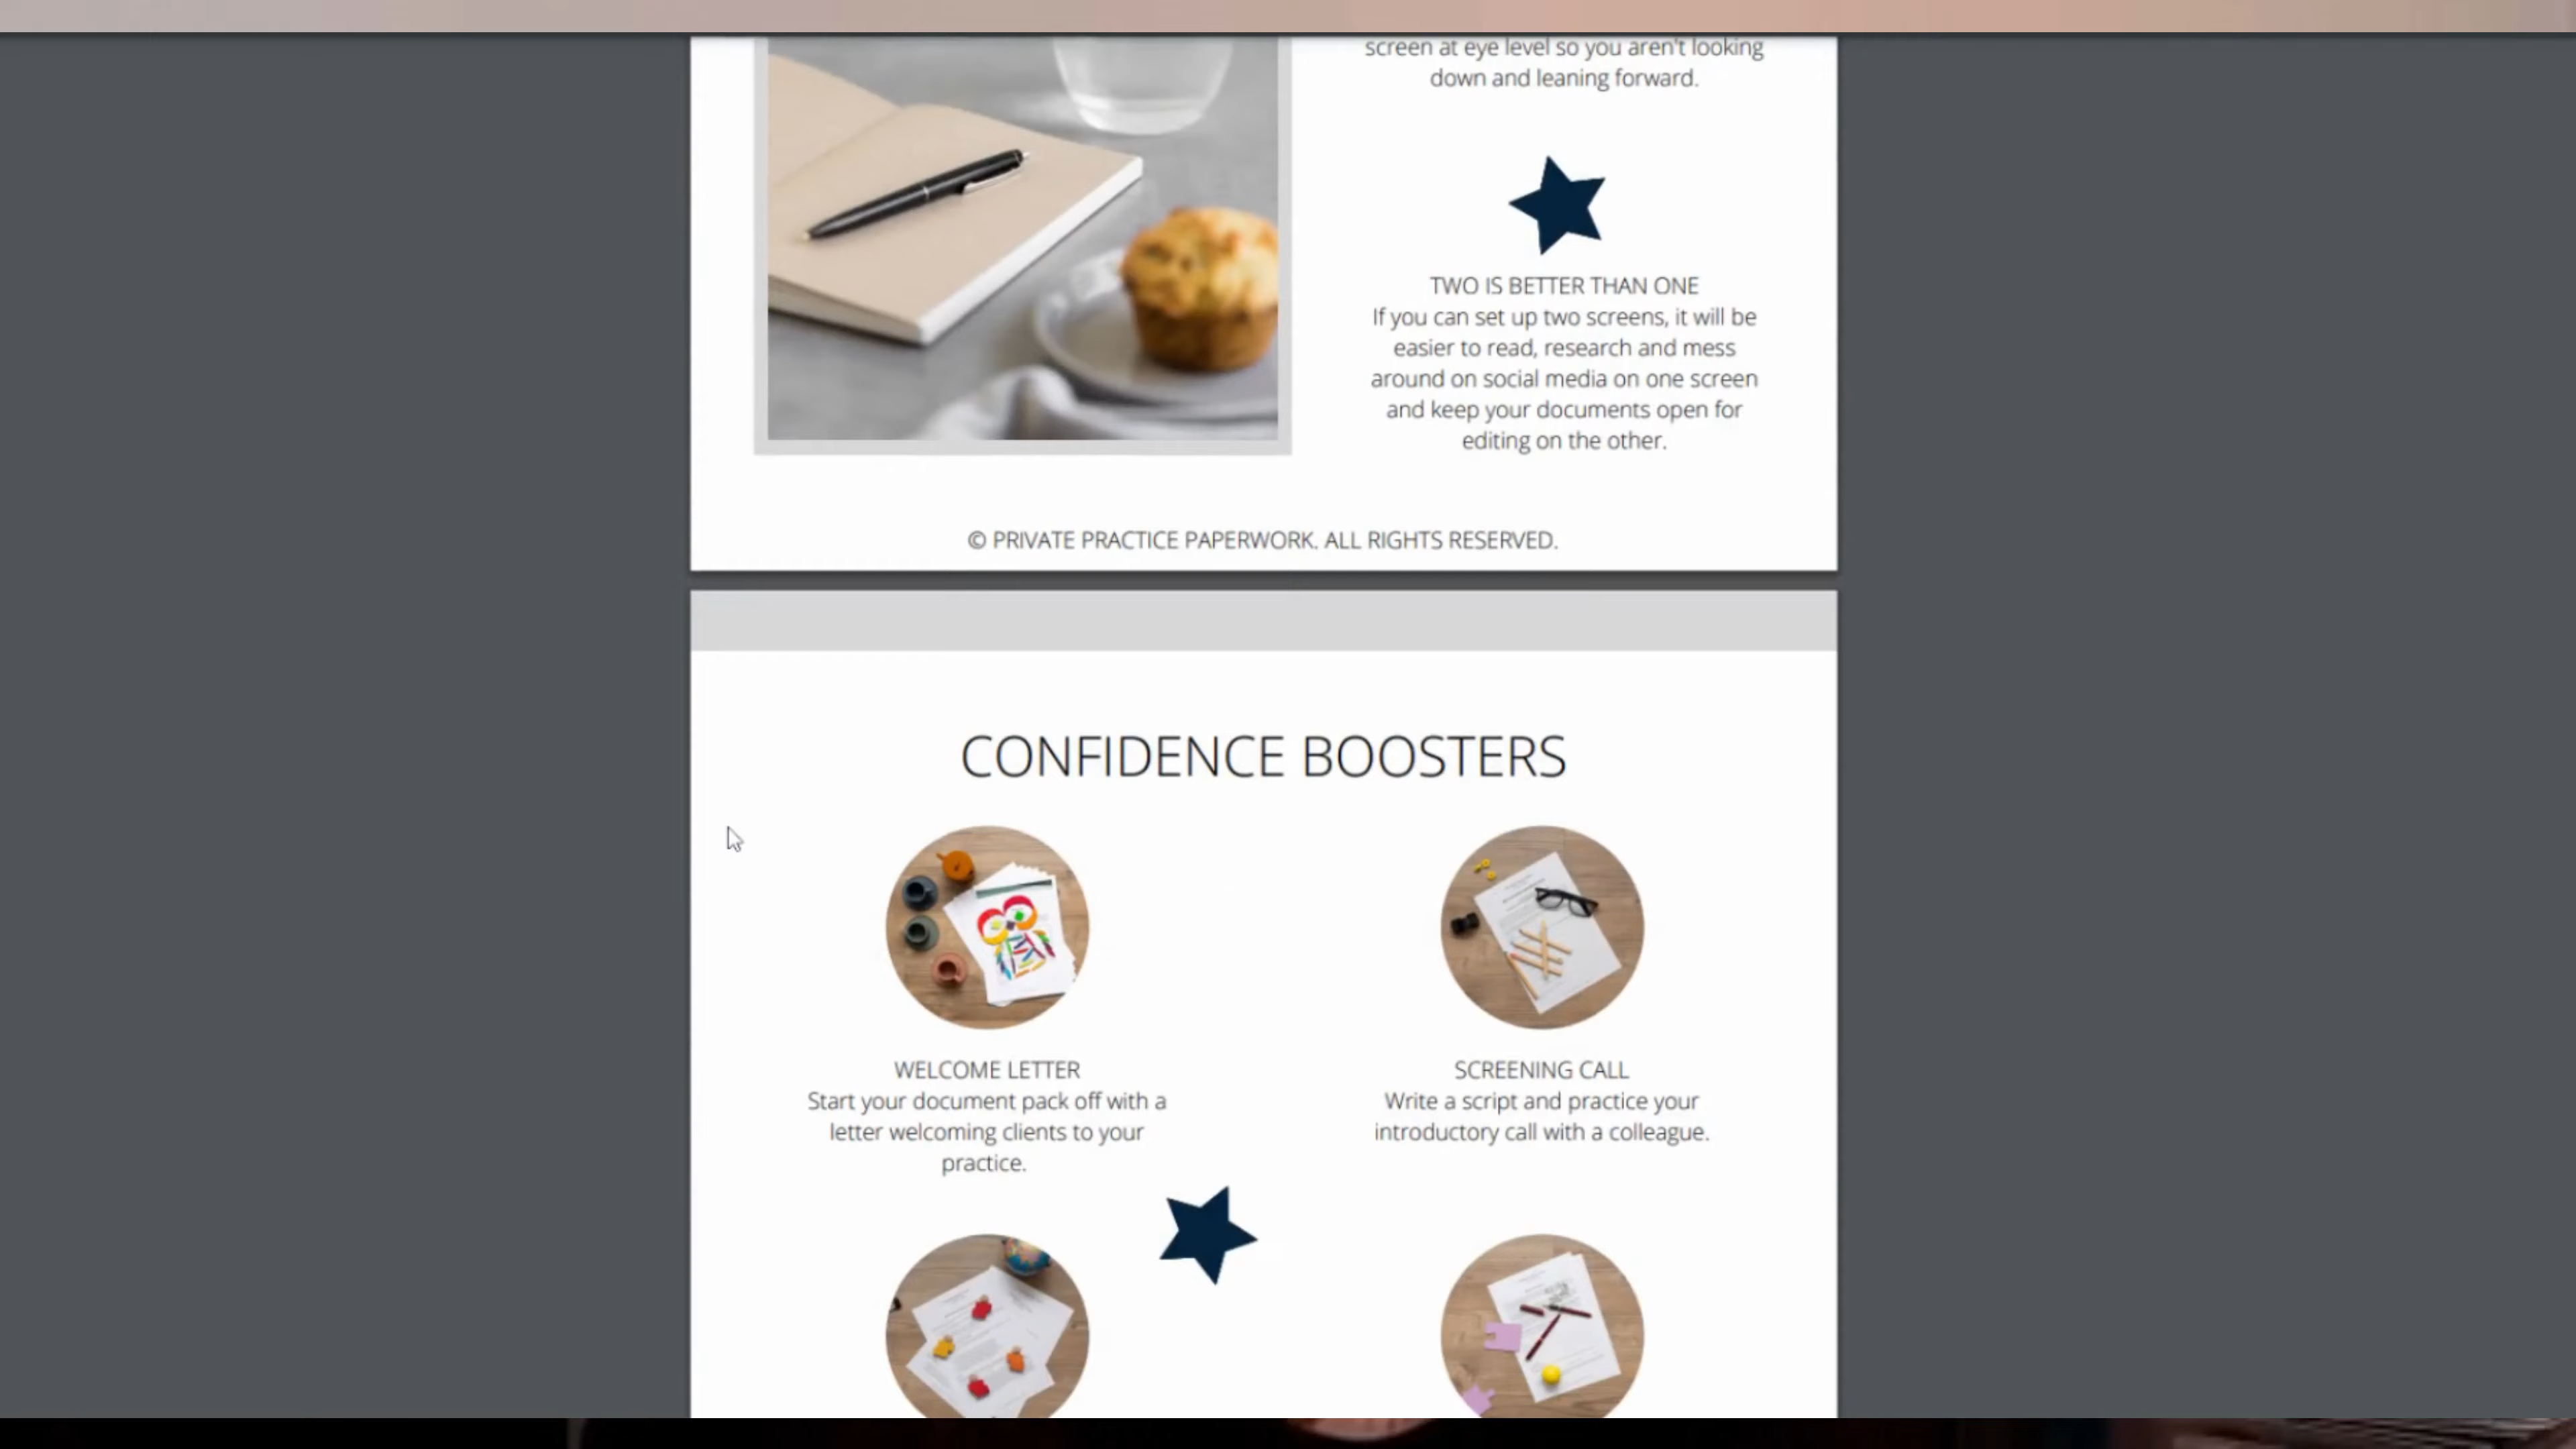 screen at eye level so you aren't looking
down and leaning forward.
TWO IS BETTER THAN ONE
If you can set up two screens, it will be
easier to read, research and mess
around on social media on one screen
and keep your documents open for
editing on the other.
© PRIVATE PRACTICE PAPERWORK. ALL RIGHTS RESERVED.
CONFIDENCE BOOSTERS
WELCOME LETTER
Start your document pack off with a
letter welcoming clients to your
practice.
SCREENING CALL
Write a script and practice your
introductory call with a colleague.